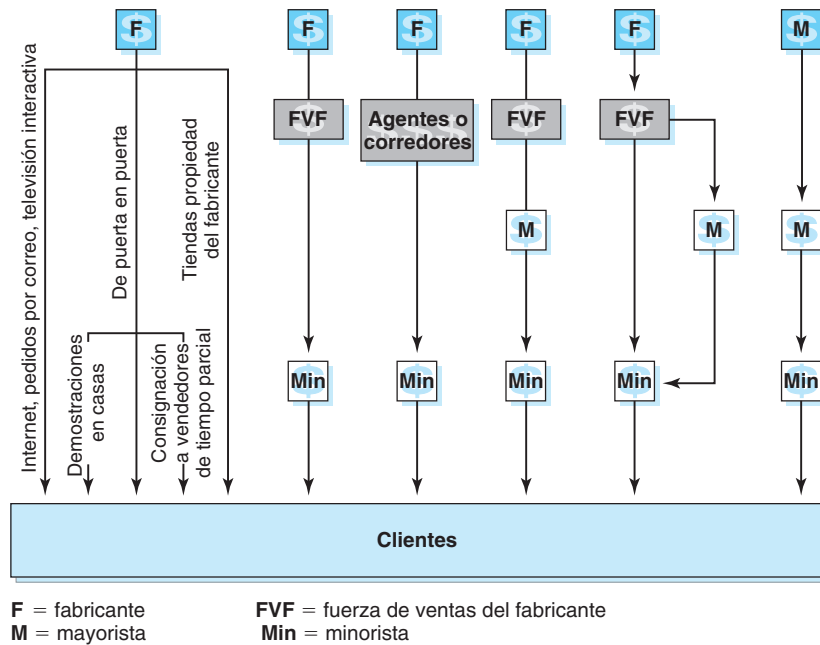 F
F
F
F
F
M
FVF
Agentes o
corredores
FVF
FVF
M
M
M
Internet, pedidos por correo, televisión interactiva
De puerta en puerta
Tiendas propiedad
del fabricante
Demostraciones
en casas
Consignación
a vendedores
de tiempo parcial
Min
Min
Min
Min
Min
Clientes
F = fabricante
FVF = fuerza de ventas del fabricante
M = mayorista
Min = minorista